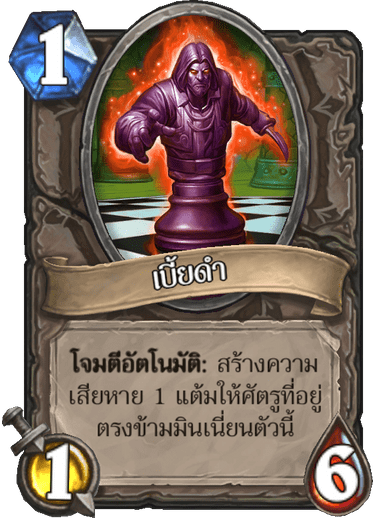 1
เบี้ยดำ
โจมตีอัตโนมัติ: สร้างความ
เสียหาย 1 แต้มให้ศัตรูที่อยู่
ตรงข้ามมินเนี่ยนตัวนี้
1
6